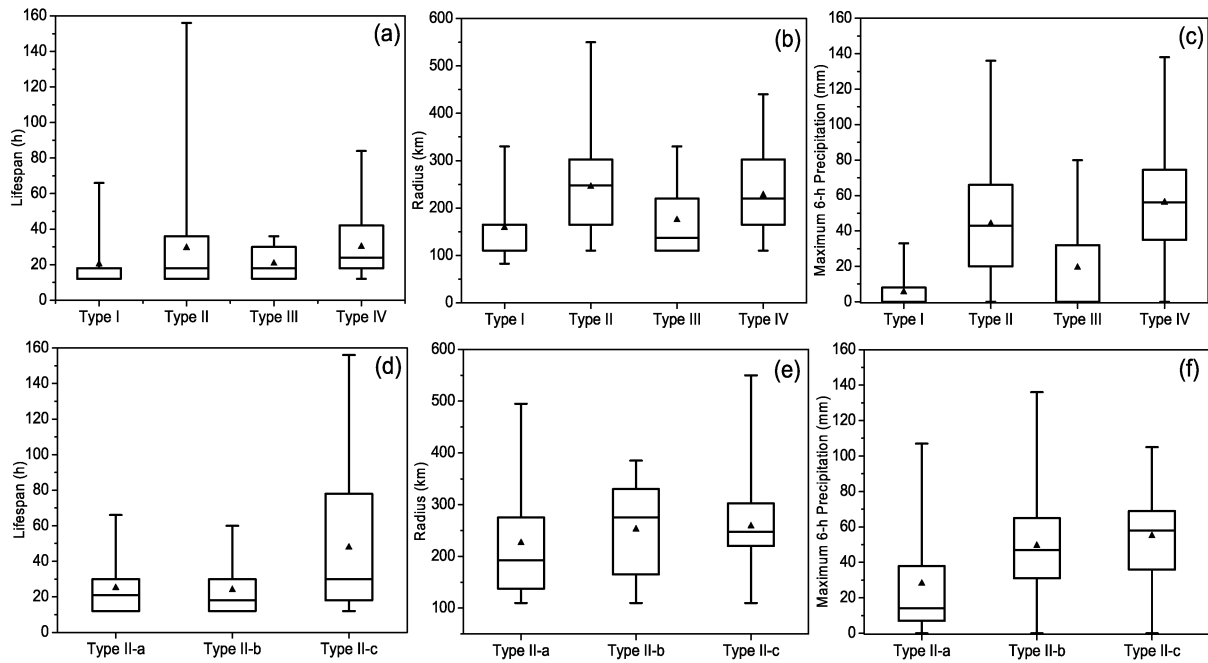 (a)
Lifespan (h)
160
140
120
100
80
60
40
20
0
Type I Type II Type III Type IV
(b)
Radius (km)
600
500
400
300
200
100
0
Type I Type II Type III Type IV
(c)
Maximum 6-h Precipitation (mm)
160
140
120
100
80
60
40
20
0
Type I Type II Type III Type IV
(d)
Lifespan (h)
160
140
120
100
80
60
40
20
0
Type II-a Type II-b Type II-c
(e)
Radius (km)
600
500
400
300
200
100
Type II-a Type II-b Type II-c
(f)
Maximum 6-h Precipitation (mm)
160
140
120
100
80
60
40
20
0
Type II-a Type II-b Type II-c